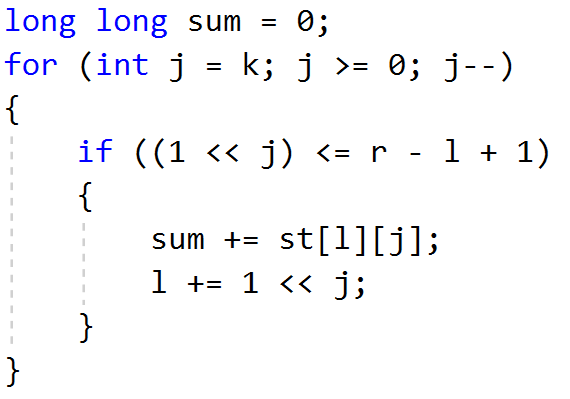 long long sum = 0;
for (int j = k; j >= 0; j--)
{
    if ((1 << j) <= r - l + 1)
    {
        sum += st[l][j];
        l += 1 << j;
    }
}